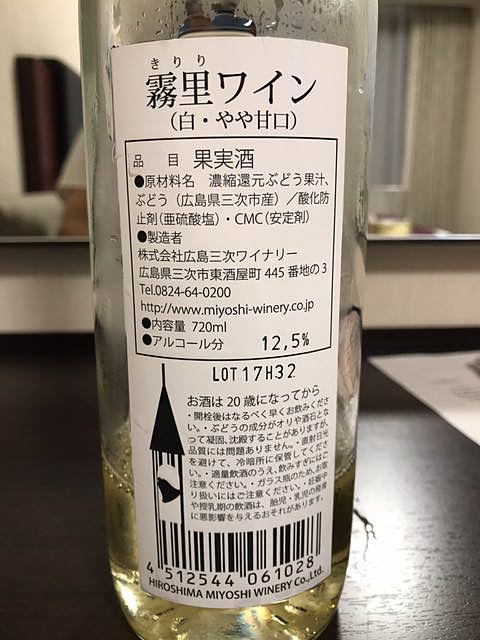 きりり
霧里ワイン
（白・やや甘口）
品　目　果実酒
●原材料名　濃縮還元ぶどう果汁、
ぶどう（広島県三次市産）／酸化防
止剤（亜硫酸塩）・CMC（安定剤）
●製造者
株式会社広島三次ワイナリー
広島県三次市東酒屋町 445 番地の 3
Tel.0824-64-0200
http://www.miyoshi-winery.co.jp
●内容量 720ml
●アルコール分　12,5%
LOT17H32
お酒は 20 歳になってから
・開栓後はなるべく早くお飲みくださ
い。・ぶどうの成分がオリや酒石とな
って凝固、沈殿することがありますが、
品質には問題ありません。・直射日光
を避けて、冷暗所に保管してくださ
い。・適量飲酒のうえ、飲みすぎにはご
注意ください。・ガラス瓶のため、お取
り扱いにはご注意ください。・妊娠中
や授乳期の飲酒は、胎児・乳児の発育
に悪影響を与えるおそれがあります。
4 512544 061028
HIROSHIMA MIYOSHI WINERY Co.,Ltd.